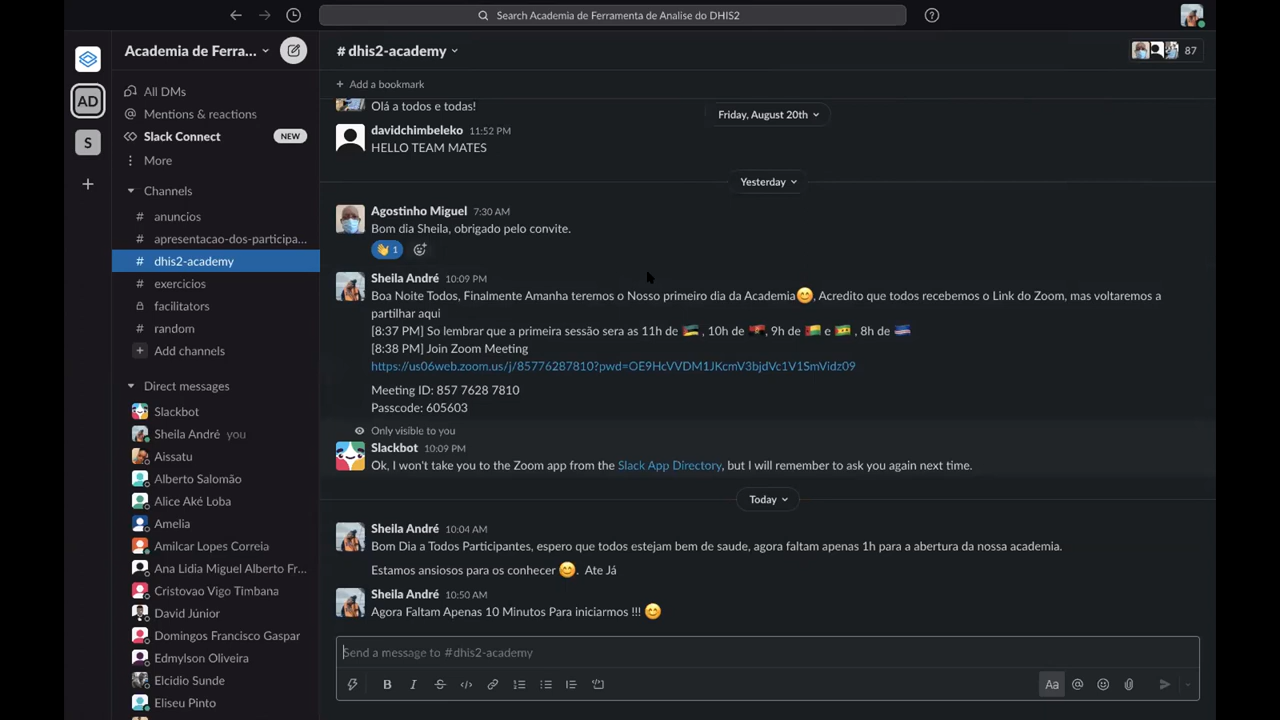 Search Academia de Ferramenta de Analise do DHIS2
Academia de Ferra...
# dhis2-academy
87
AD
S
All DMs
Mentions & reactions
Slack Connect
NEW
More
Channels
# anuncios
# apresentacao-dos-participa...
# dhis2-academy
# exercicios
facilitators
# random
+ Add channels
Direct messages
Slackbot
Sheila André you
Aissatu
Alberto Salomão
Alice Aké Loba
Amelia
Amilcar Lopes Correia
Ana Lidia Miguel Alberto Fr...
Cristovao Vigo Timbana
David Júnior
Domingos Francisco Gaspar
Edmylson Oliveira
Elcidio Sunde
Eliseu Pinto
+ Add a bookmark
Olá a todos e todas!
Friday, August 20th
davidchimbeleko 11:52 PM
HELLO TEAM MATES
Yesterday
Agostinho Miguel 7:30 AM
Bom dia Sheila, obrigado pelo convite.
👋 1
Sheila André 10:09 PM
Boa Noite Todos, Finalmente Amanha teremos o Nosso primeiro dia da Academia😊, Acredito que todos recebemos o Link do Zoom, mas voltaremos a
partilhar aqui
[8:37 PM] So lembrar que a primeira sessão sera as 11h de 🇲🇿 , 10h de 🇦🇴, 9h de 🇬🇼 e 🇸🇹 , 8h de 🇨🇻
[8:38 PM] Join Zoom Meeting
https://us06web.zoom.us/j/85776287810?pwd=OE9HcVVDM1JKcmV3bjdVc1V1SmVidz09
Meeting ID: 857 7628 7810
Passcode: 605603
Only visible to you
Slackbot 10:09 PM
Ok, I won't take you to the Zoom app from the Slack App Directory, but I will remember to ask you again next time.
Today
Sheila André 10:04 AM
Bom Dia a Todos Participantes, espero que todos estejam bem de saude, agora faltam apenas 1h para a abertura da nossa academia.
Estamos ansiosos para os conhecer 😊. Ate Já
Sheila André 10:50 AM
Agora Faltam Apenas 10 Minutos Para iniciarmos !!! 😊
Send a message to #dhis2-academy
B I S
Aa